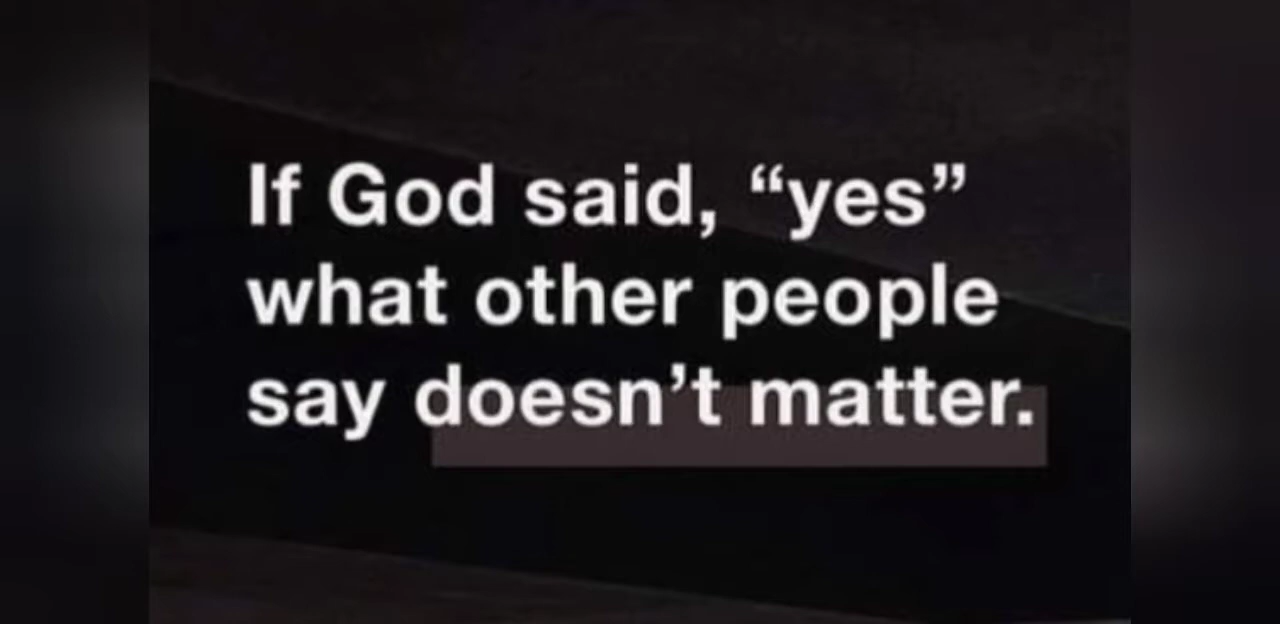 If God said, “yes”
what other people
say doesn’t matter.